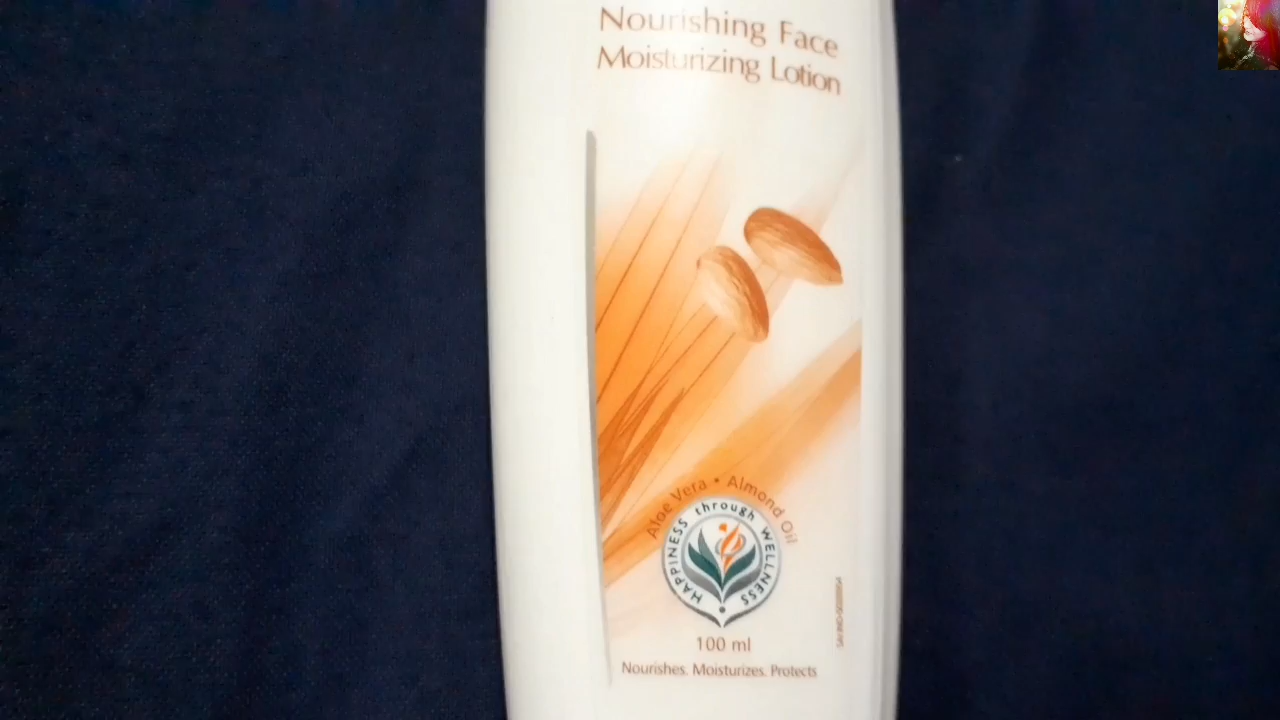 Nourishing Face
Moisturizing Lotion
Aloe Vera • Almond Oil
HAPPINESS through WELLNESS
100 ml
Nourishes. Moisturizes. Protects